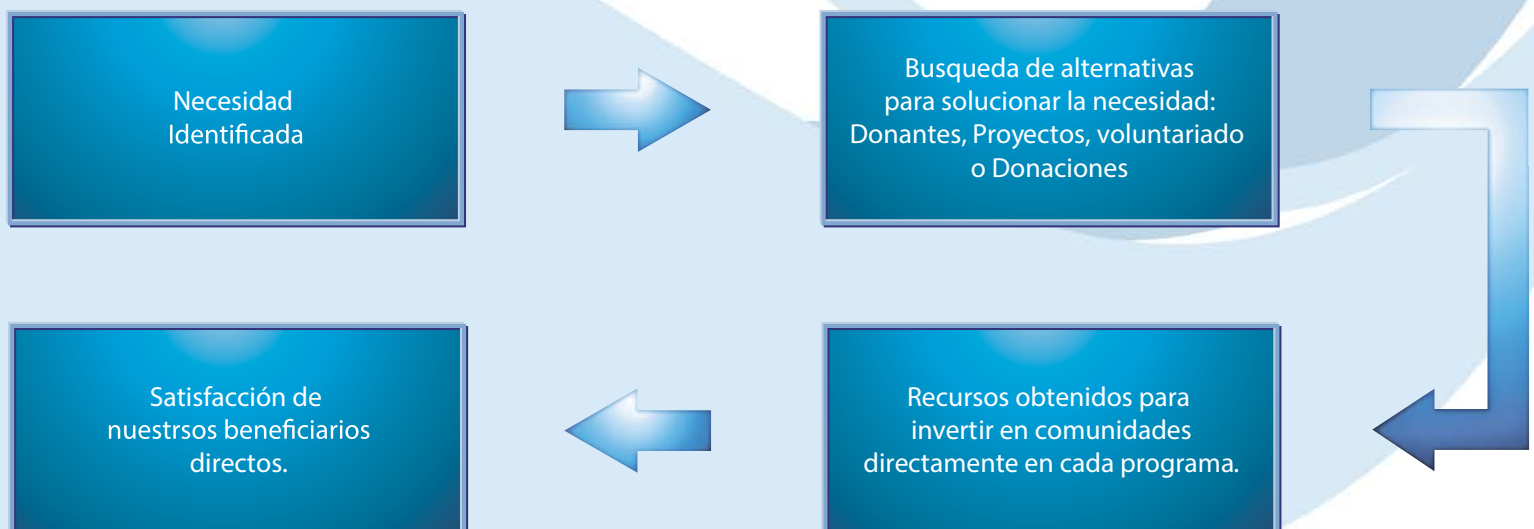 Necesidad
Identificada
Busqueda de alternativas
para solucionar la necesidad:
Donantes, Proyectos, voluntariado
o Donaciones
Recursos obtenidos para
invertir en comunidades
directamente en cada programa.
Satisfacción de
nuestrsos beneficiarios
directos.